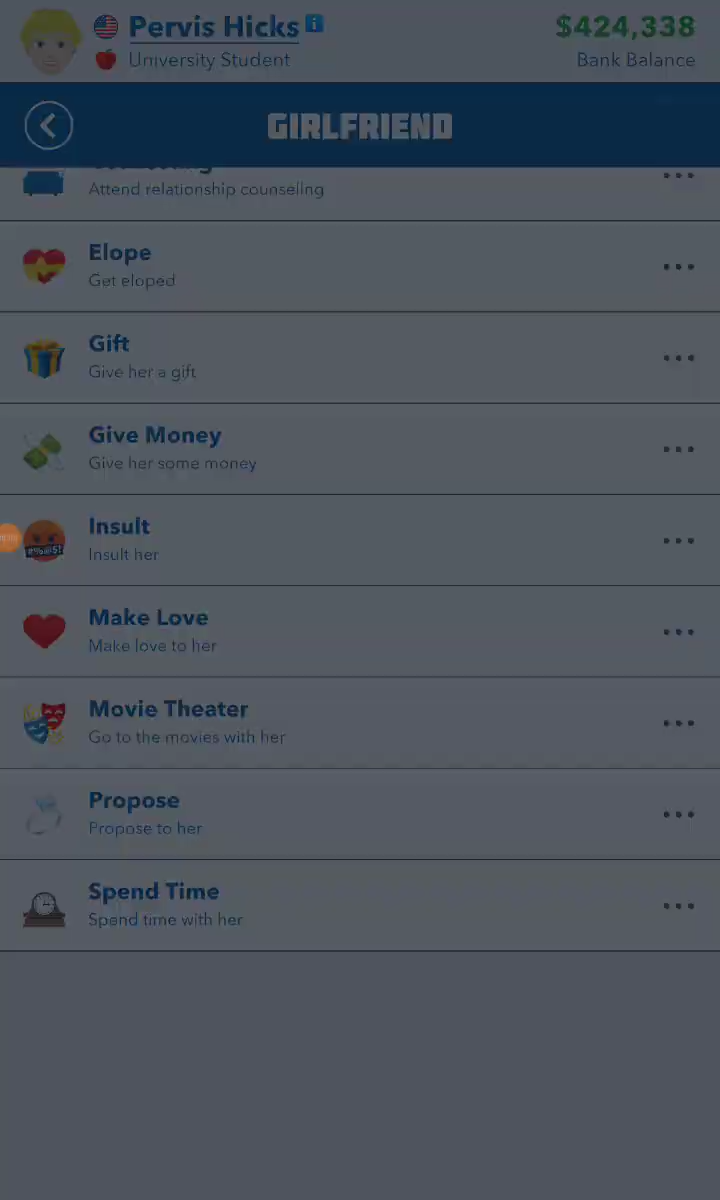 Pervis Hicks
$424,338
University Student
Bank Balance
GIRLFRIEND
Attend relationship counseling
Elope
Get eloped
Gift
Give her a gift
Give Money
Give her some money
Insult
Insult her
Make Love
Make love to her
Movie Theater
Go to the movies with her
Propose
Propose to her
Spend Time
Spend time with her